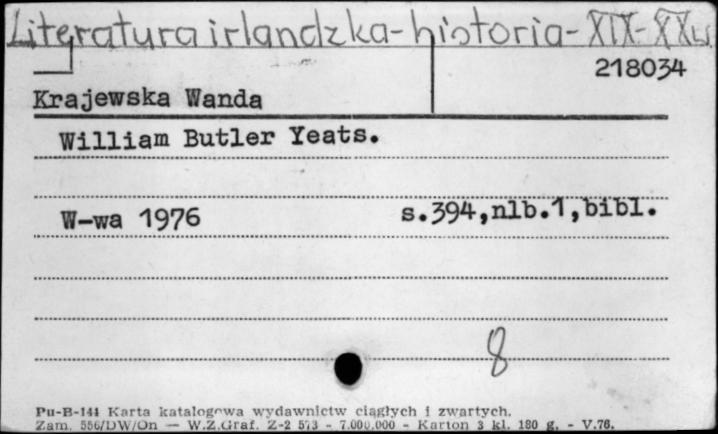 Literatura irlandzka-historia-XIX-XXw
218034
Krajewska Wanda
William Butler Yeats.
W-wa 1976 s.394,nlb.1,bibl.
8
Pu-B-141 Karta katalogowa wydawnictw ciągłych i zwartych.
Zam. 556/DW/On — W.Z.Graf. Z-2 573 - 7.000.000 - Karton 3 kl. 180 g. - V.76.